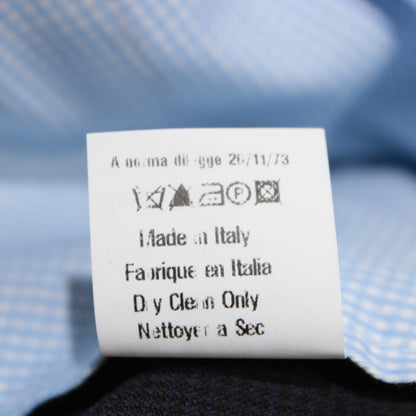 A norma di legge 26/11/73
P
Made in Italy
Fabrique en Italia
Dry Clean Only
Nettoyer a Sec